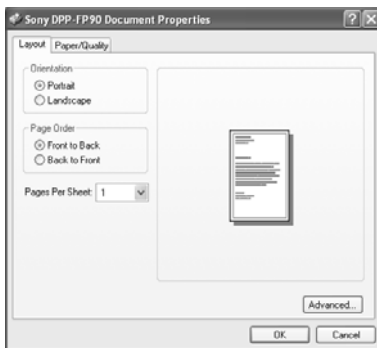 Sony DPP-FP90 Document Properties
Layout Paper/Quality
Orientation
Portrait
Landscape
Page Order
Front to Back
Back to Front
Pages Per Sheet: 1
Advanced...
OK Cancel